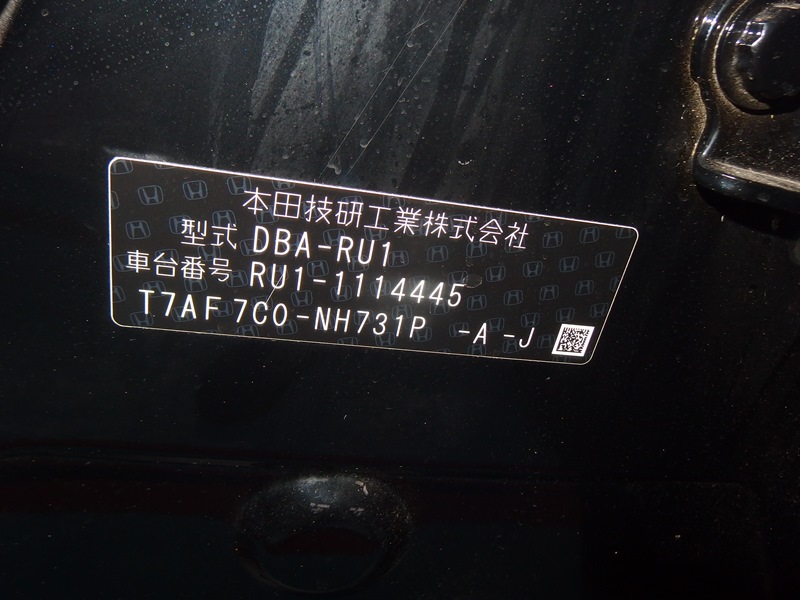 本田技研工業株式会社
型式 DBA-RU1
車台番号 RU1-1114445
T7AF7C0-NH731P -A -J